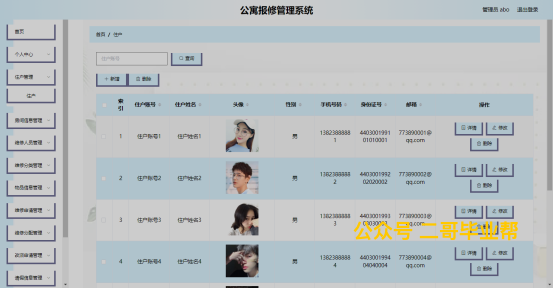 公寓报修管理系统
管理员 abo 退出登录
首页
个人中心
住户管理
住户
房间信息管理
维修人员管理
维修分类管理
物品信息管理
维修申请管理
维修分配管理
返回申请管理
通知信息管理
首页 / 住户
住户账号 查询
+ 新增 删除
索引 住户账号 住户姓名 头像 性别 手机号码 身份证号 邮箱 操作
1 住户账号1 住户姓名1 男 13823888881 440300199101010001 773890001@qq.com 详情 修改 删除
2 住户账号2 住户姓名2 男 13823888882 440300199202020002 773890002@qq.com 详情 修改 删除
3 住户账号3 住户姓名3 男 13823888883 773890003@qq.com 详情 修改 删除
4 住户账号4 住户姓名4 男 13823888884 440300199404040004 773890004@qq.com 详情 修改 删除
公众号 二哥毕业帮